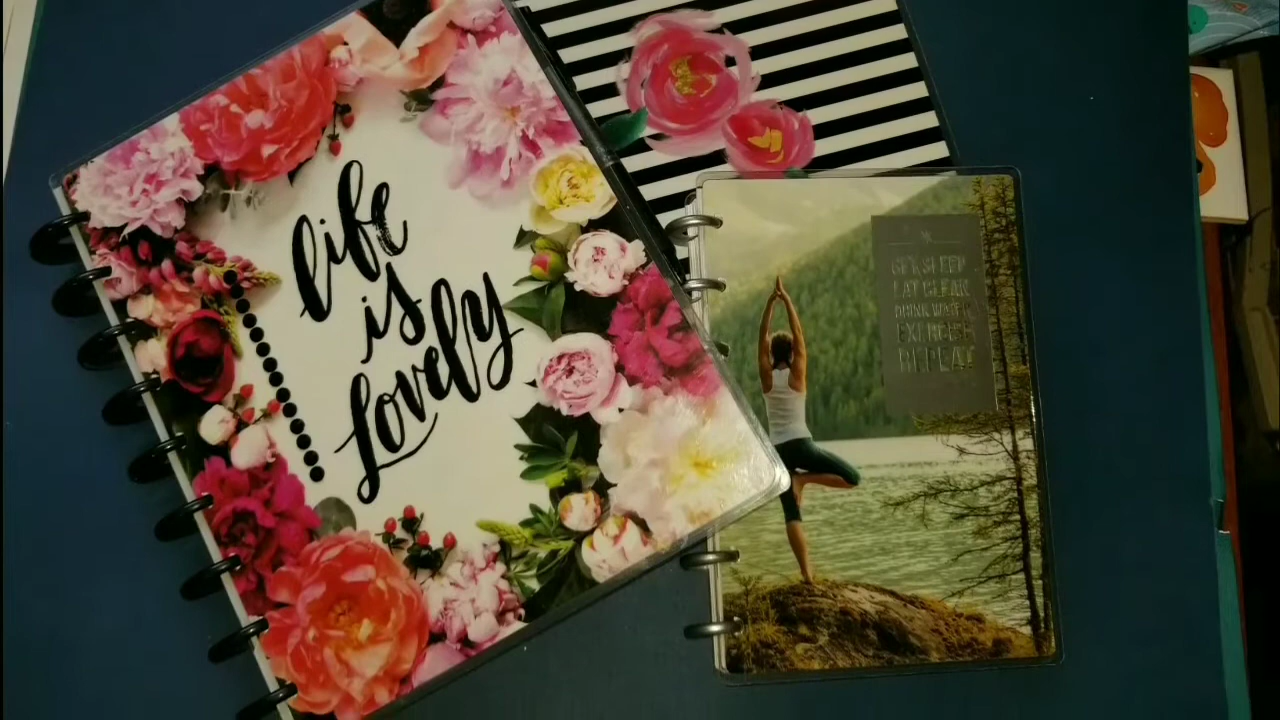 life
is
lovely
GET SLEEP
EAT CLEAN
DRINK WATER
EXERCISE
REPEAT